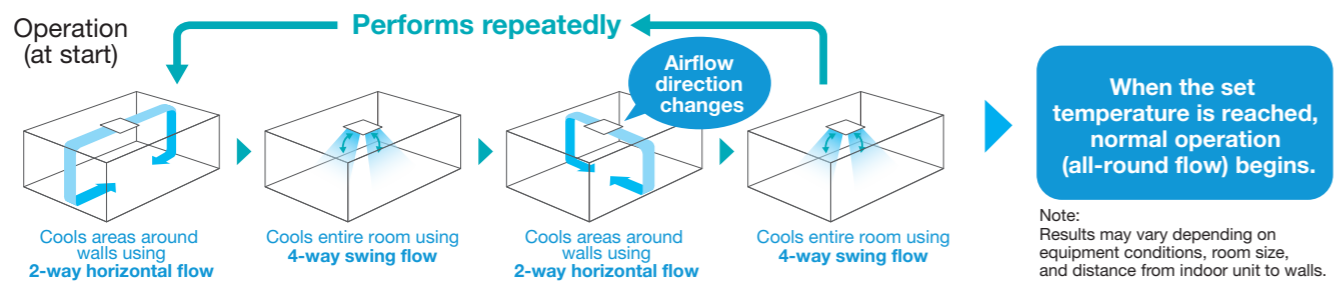 Operation
(at start)
Performs repeatedly
Airflow
direction
changes
Cools areas around
walls using
2-way horizontal flow
Cools entire room using
4-way swing flow
Cools areas around
walls using
2-way horizontal flow
Cools entire room using
4-way swing flow
When the set
temperature is reached,
normal operation
(all-round flow) begins.
Note:
Results may vary depending on
equipment conditions, room size,
and distance from indoor unit to walls.